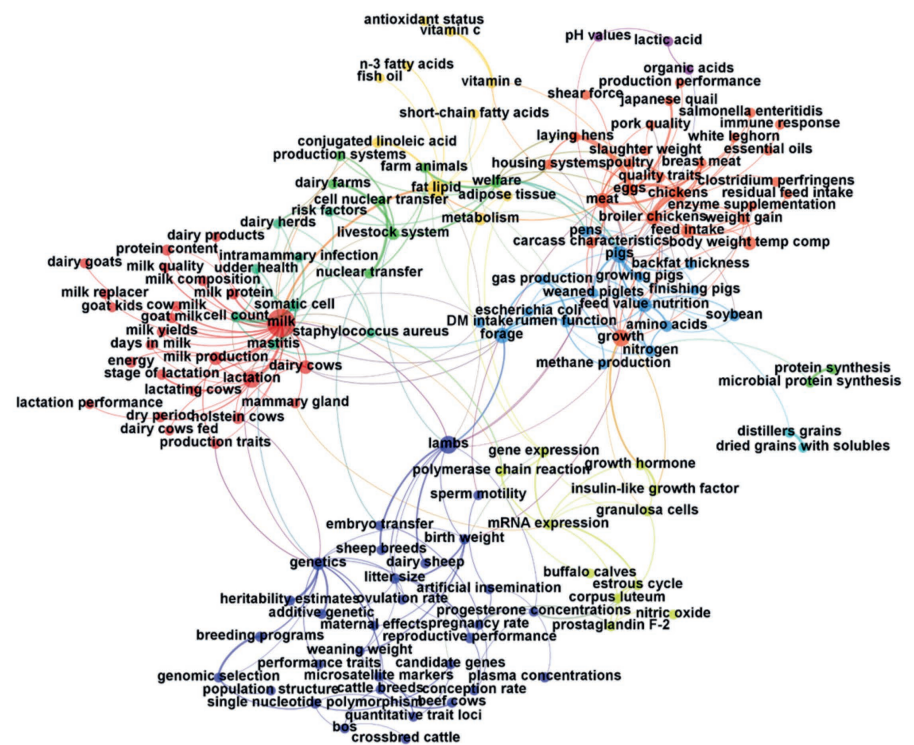 antioxidant status
vitamin c
pH values
lactic acid
n-3 fatty acids
fish oil
organic acids
vitamin e
production performance
shear force
japanese quail
short-chain fatty acids
salmonella enteritidis
pork quality
immune response
laying hens
white leghorn
conjugated linoleic acid
slaughter weight
essential oils
production systems
farm animals
housing systems
poultry
breast meat
quality traits
dairy farms
fat lipid
welfare
clostridium perfringens
eggs
chickens
residual feed intake
cell nuclear transfer
adipose tissue
meat
enzyme supplementation
risk factors
metabolism
broiler chickens
weight gain
dairy herds
livestock system
pens
feed intake
dairy products
carcass characteristics
body weight
temp comp
protein content
intramammary infection
pigs
dairy goats
milk quality
udder health
nuclear transfer
backfat thickness
milk composition
gas production
growing pigs
milk replacer
milk protein
weaned piglets
finishing pigs
goat kids
cow milk
somatic cell
feed value
nutrition
goat milk
cell count
milk
escherichia coli
soybean
milk yields
staphylococcus aureus
DM intake
rumen function
amino acids
days in milk
mastitis
forage
growth
energy
milk production
nitrogen
stage of lactation
lactation
dairy cows
methane production
protein synthesis
lactating cows
microbial protein synthesis
lactation performance
mammary gland
dry period
holstein cows
dairy cows fed
distillers grains
production traits
lambs
dried grains with solubles
gene expression
polymerase chain reaction
growth hormone
sperm motility
insulin-like growth factor
granulosa cells
embryo transfer
mRNA expression
birth weight
sheep breeds
genetics
dairy sheep
litter size
buffalo calves
artificial insemination
estrous cycle
heritability estimates
ovulation rate
corpus luteum
additive genetic
progesterone concentrations
nitric oxide
maternal effects
pregnancy rate
prostaglandin F-2
breeding programs
reproductive performance
weaning weight
performance traits
candidate genes
genomic selection
microsatellite markers
plasma concentrations
population structure
cattle breeds
conception rate
single nucleotide polymorphism
beef cows
quantitative trait loci
bos
crossbred cattle